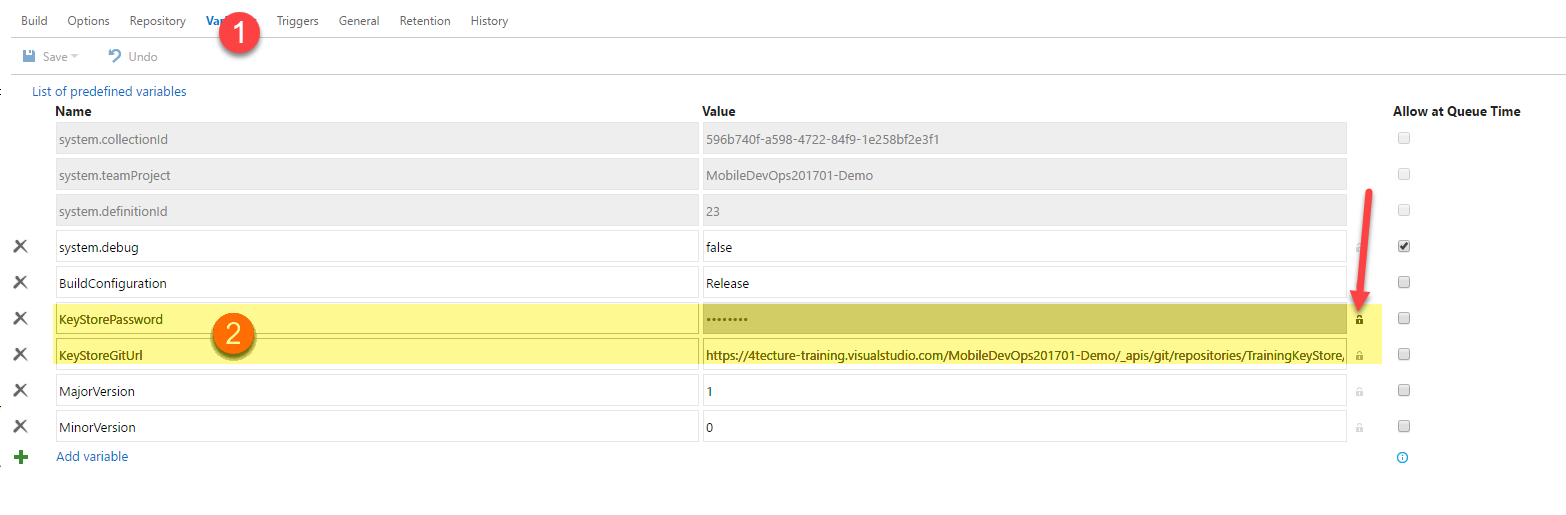 Build Options Repository Triggers General Retention History
1
Save Undo
List of predefined variables
Name Value Allow at Queue Time
system.collectionId 596b740f-a598-4722-84f9-1e258bf2e3f1
system.teamProject MobileDevOps201701-Demo
system.definitionId 23
system.debug false
BuildConfiguration Release
KeyStorePassword ••••••••
2
KeyStoreGitUrl https://4tecture-training.visualstudio.com/MobileDevOps201701-Demo/_apis/git/repositories/TrainingKeyStore,
MajorVersion 1
MinorVersion 0
Add variable